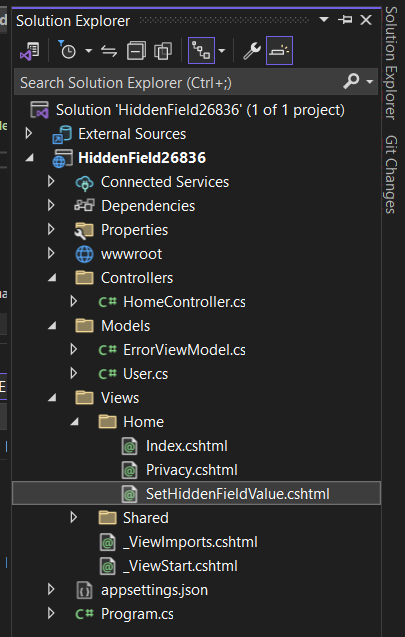 Solution Explorer
Search Solution Explorer (Ctrl+;)
Solution 'HiddenField26836' (1 of 1 project)
External Sources
HiddenField26836
Connected Services
Dependencies
Properties
wwwroot
Controllers
C# HomeController.cs
Models
C# ErrorViewModel.cs
C# User.cs
Views
Home
Index.cshtml
Privacy.cshtml
SetHiddenFieldValue.cshtml
Shared
_ViewImports.cshtml
_ViewStart.cshtml
appsettings.json
C# Program.cs
Solution Explorer
Git Changes